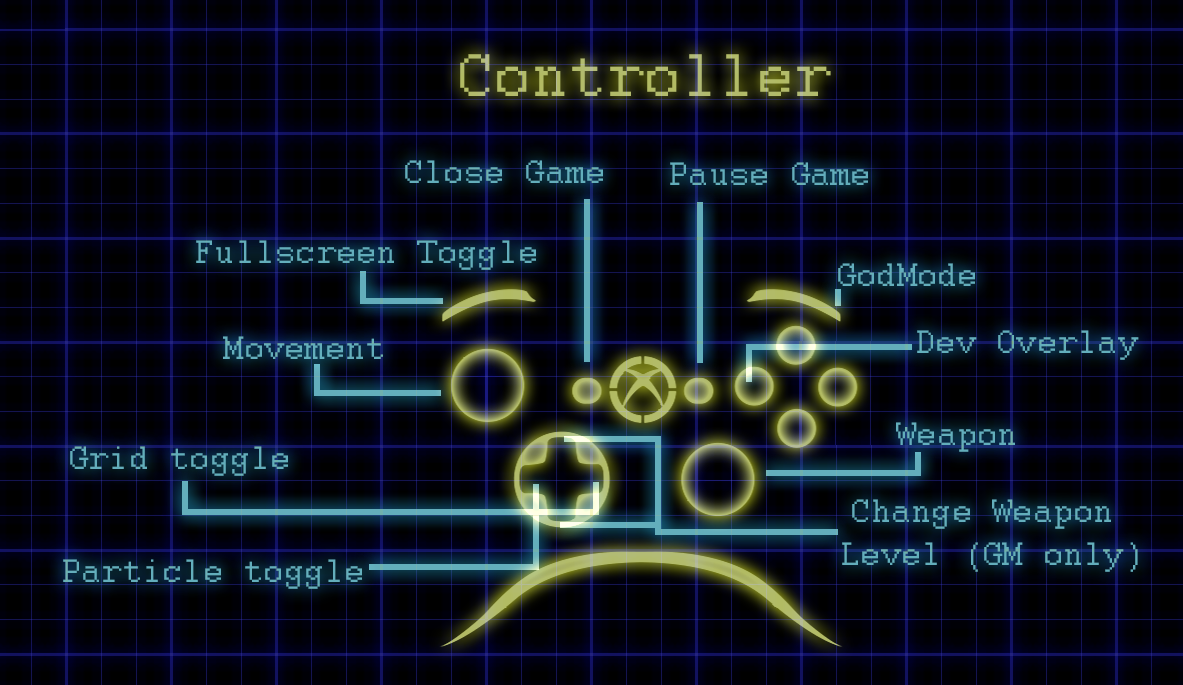 Controller
Close Game
Pause Game
Fullscreen Toggle
GodMode
Movement
Dev Overlay
Weapon
Grid toggle
Change Weapon
Level (GM only)
Particle toggle